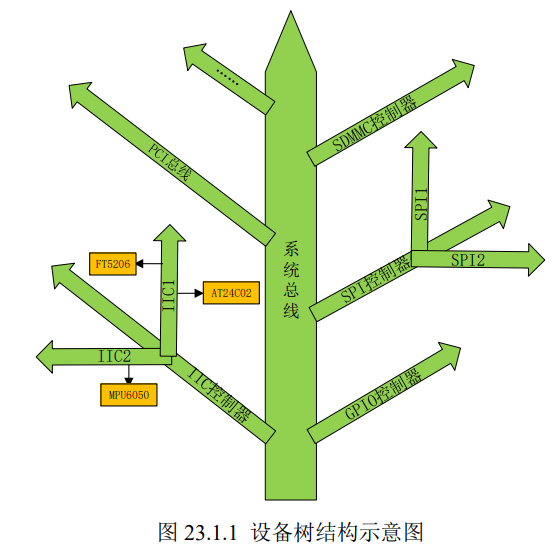 ……
SDMMC控制器
PCI总线
SPI1
FT5206
IIC1
AT24C02
系统总线
SPI控制器
SPI2
IIC2
MPU6050
IIC控制器
GPIO控制器
图 23.1.1 设备树结构示意图